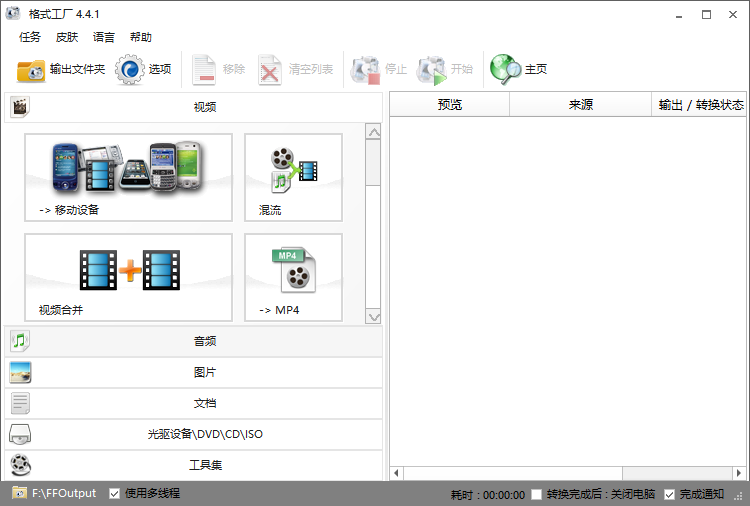 格式工厂 4.4.1
任务 皮肤 语言 帮助
输出文件夹 选项 移除 清空列表 停止 开始 主页
视频
预览 来源 输出 / 转换状态
-> 移动设备 混流
MP4
视频合并 -> MP4
音频
图片
文档
光驱设备\DVD\CD\ISO
工具集
F:\FFOutput 使用多线程 耗时 : 00:00:00 转换完成后 : 关闭电脑 完成通知